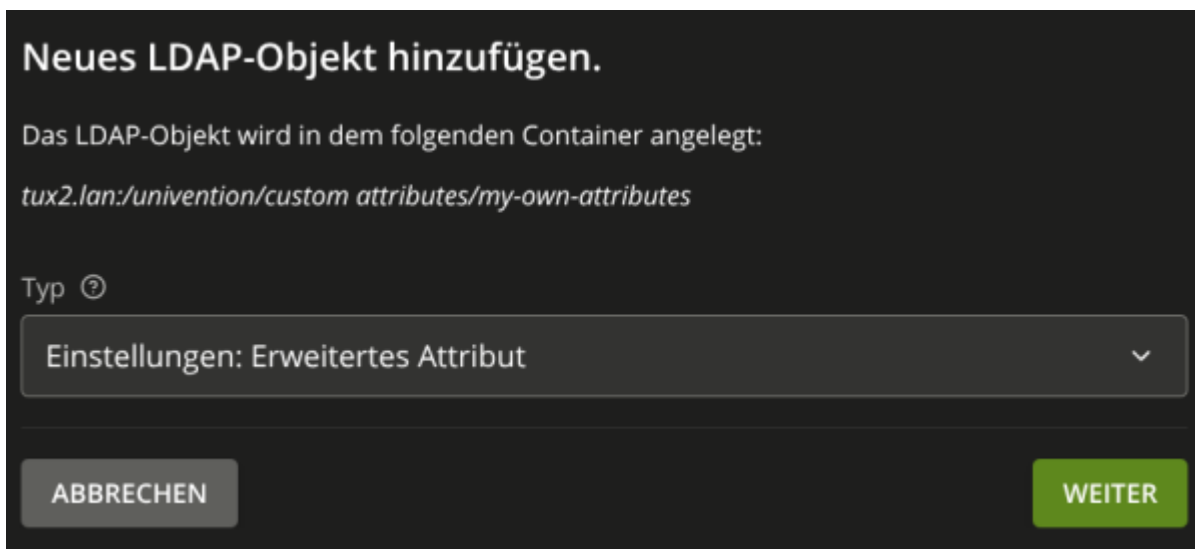 Neues LDAP-Objekt hinzufügen.
Das LDAP-Objekt wird in dem folgenden Container angelegt:
tux2.lan:/univention/custom attributes/my-own-attributes
Typ
Einstellungen: Erweitertes Attribut
ABBRECHEN
WEITER